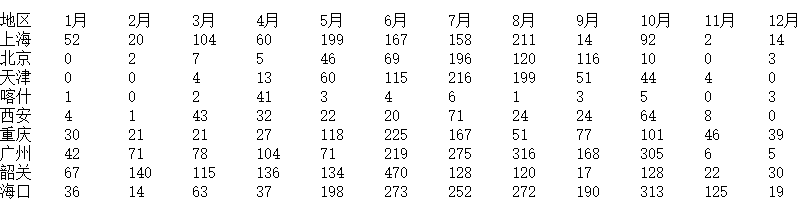 地区 1月 2月 3月 4月 5月 6月 7月 8月 9月 10月 11月 12月
上海 52 20 104 60 199 167 158 211 14 92 2 14
北京 0 2 7 5 46 69 196 120 116 10 0 3
天津 0 0 4 13 60 115 216 199 51 44 4 0
喀什 1 0 2 41 3 4 6 1 3 5 0 3
西安 4 1 43 32 22 20 71 24 24 64 8 0
重庆 30 21 21 27 118 225 167 51 77 101 46 39
广州 42 71 78 104 71 219 275 316 168 305 6 5
韶关 67 140 115 136 134 470 128 120 17 128 22 30
海口 36 14 63 37 198 273 252 272 190 313 125 19